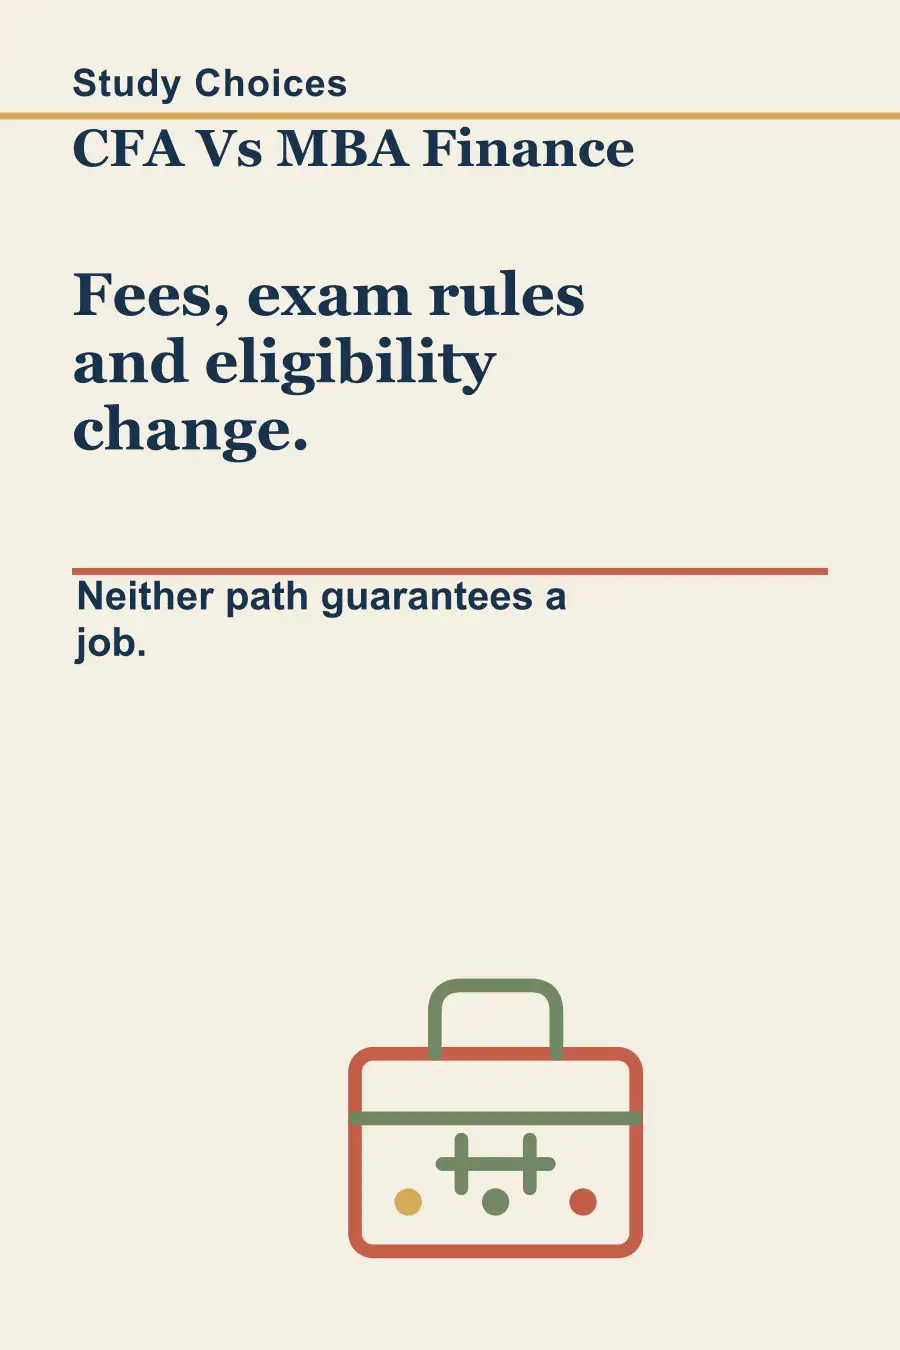 Study Choices
CFA Vs MBA Finance
Fees, exam rules
and eligibility
change.
Neither path guarantees a
job.